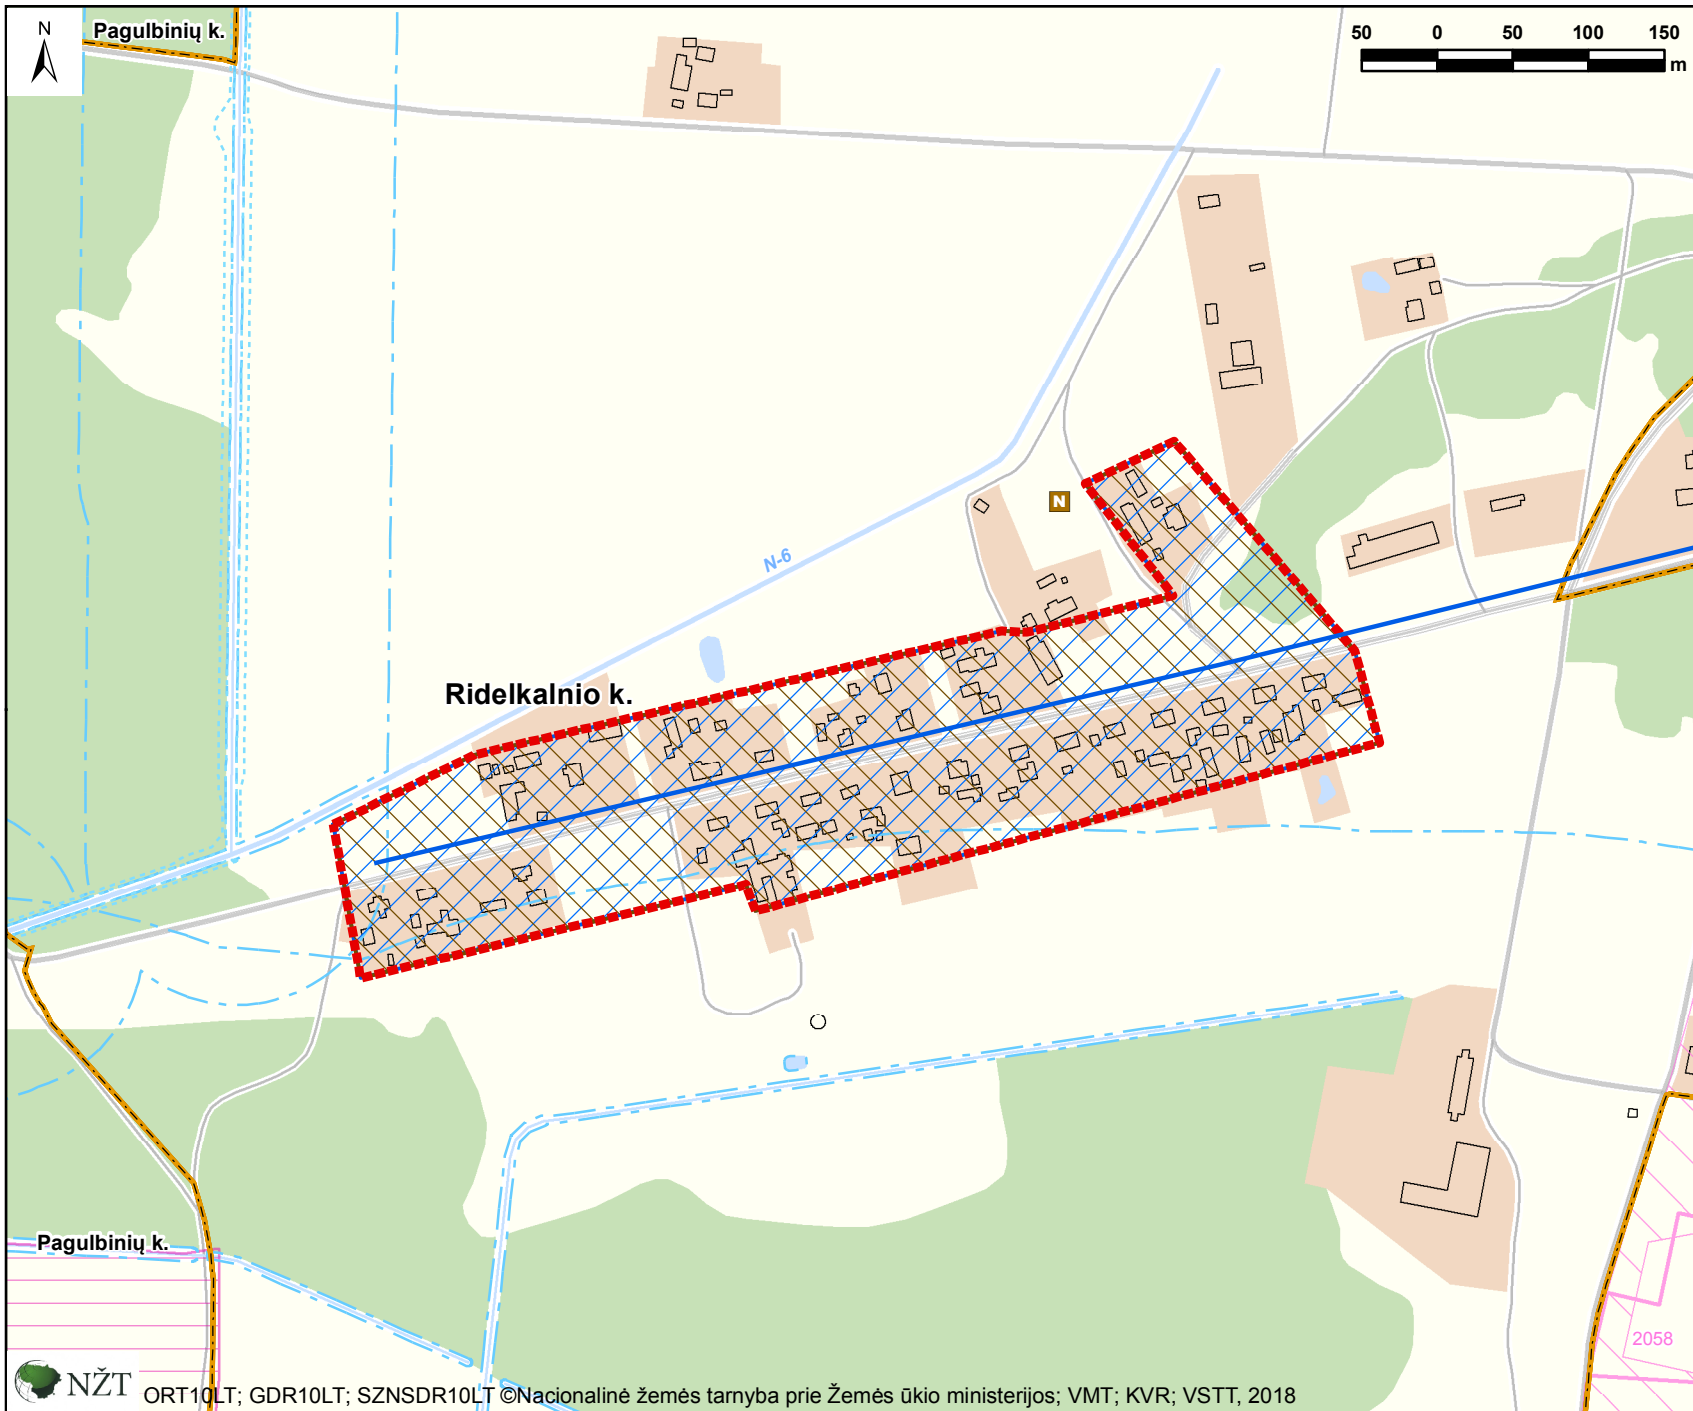 N
Pagulbinių k.
50 0 50 100 150
m
N
N-6
Ridelkalnio k.
Pagulbinių k.
2058
NŽT
ORT10LT; GDR10LT; SZNSDR10LT ©Nacionalinė žemės tarnyba prie Žemės ūkio ministerijos; VMT; KVR; VSTT, 2018